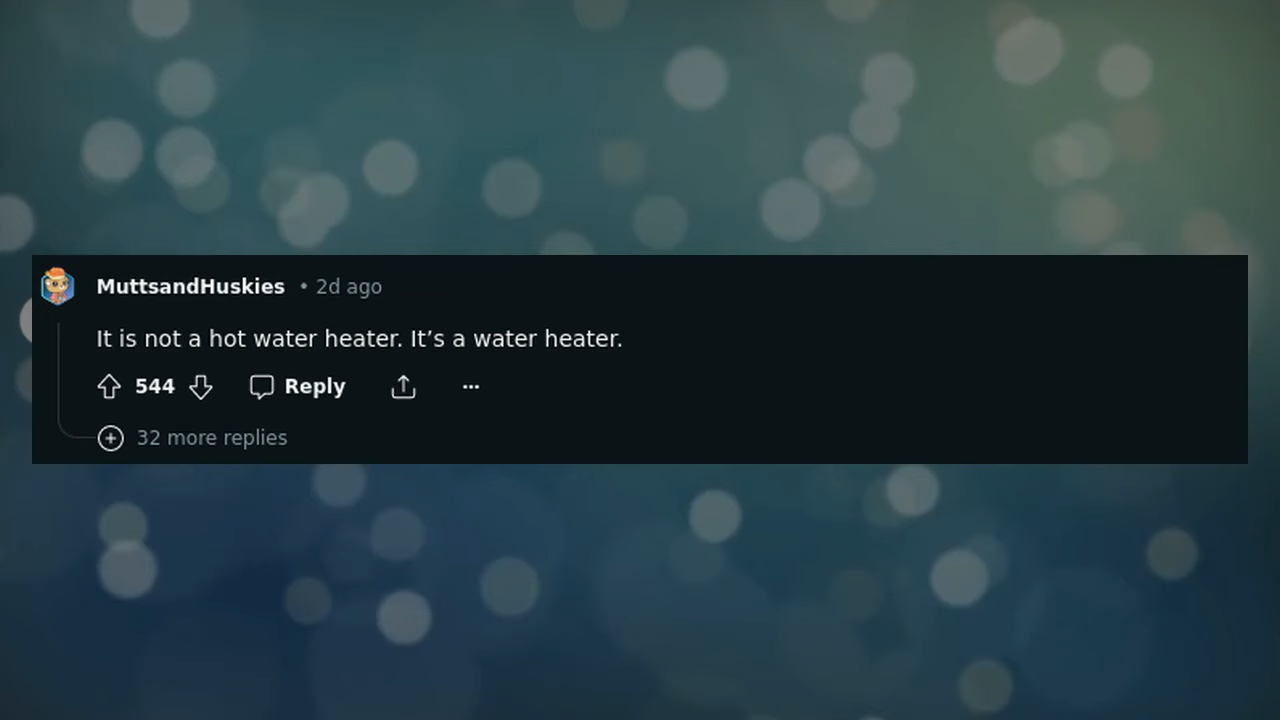 MuttsandHuskies • 2d ago
It is not a hot water heater. It’s a water heater.
544 Reply ...
32 more replies